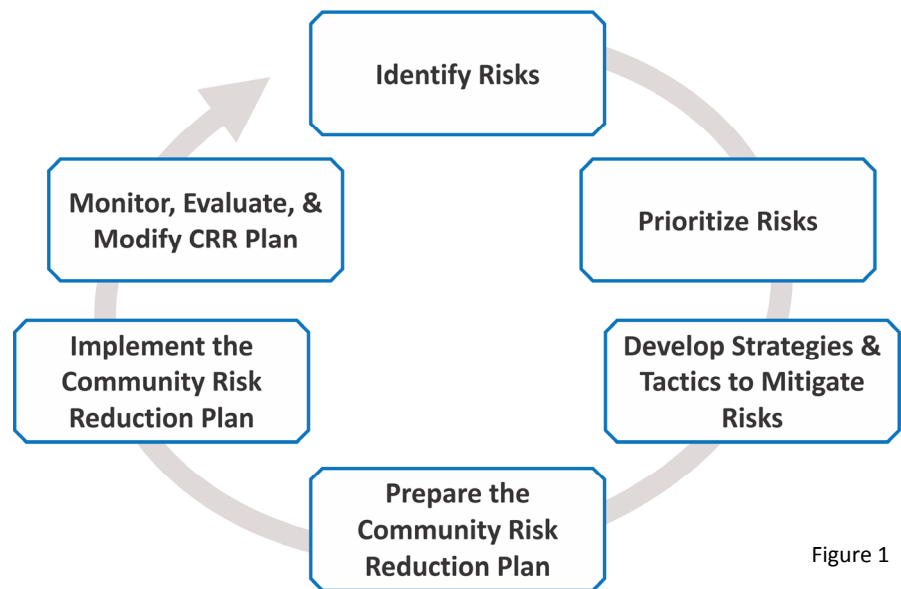 Identify Risks
Prioritize Risks
Develop Strategies &
Tactics to Mitigate
Risks
Prepare the
Community Risk
Reduction Plan
Implement the
Community Risk
Reduction Plan
Monitor, Evaluate, &
Modify CRR Plan
Figure 1